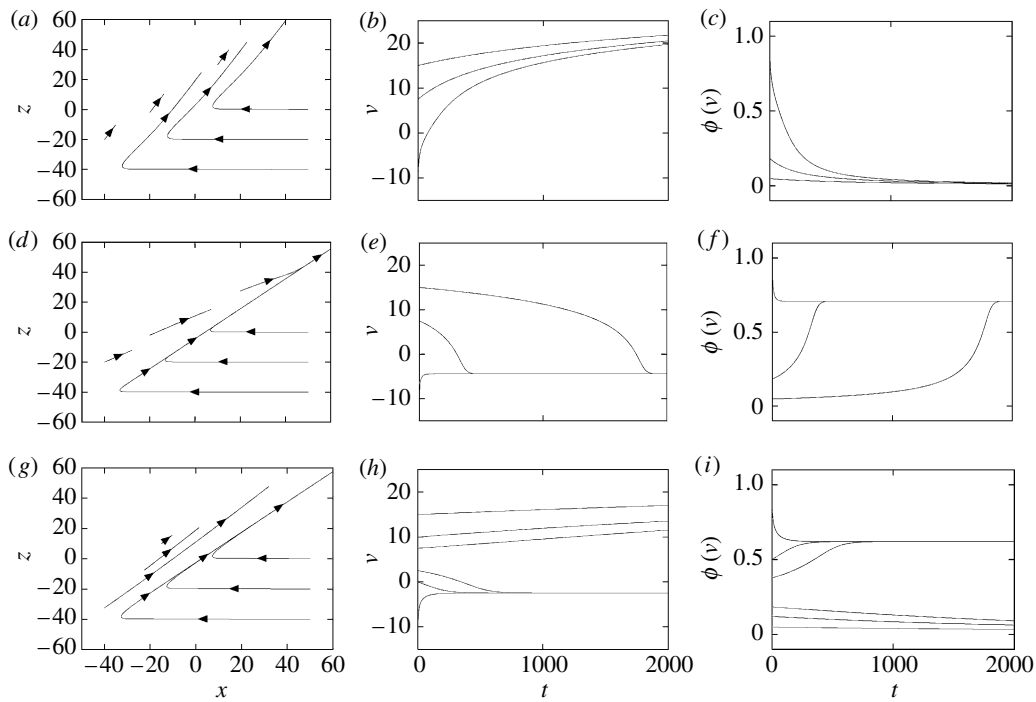 (a) 60 40 20 0 −20 −40 −60 z
(b) 20 10 0 −10 v
(c) 1.0 0.5 0 ϕ (v)
(d) 60 40 20 0 −20 −40 −60 z
(e) 20 10 0 −10 v
(f) 1.0 0.5 0 ϕ (v)
(g) 60 40 20 0 −20 −40 −60 z
−40 −20 0 20 40 60
x
(h) 20 10 0 −10 v
0 1000 2000
t
(i) 1.0 0.5 0 ϕ (v)
0 1000 2000
t